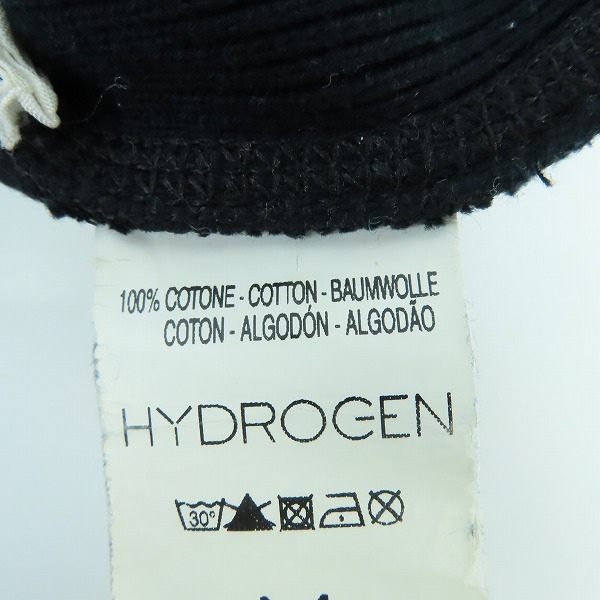 100% COTONE - COTTON - BAUMWOLLE
COTON - ALGODÓN - ALGODÃO
HYDROGEN
30°